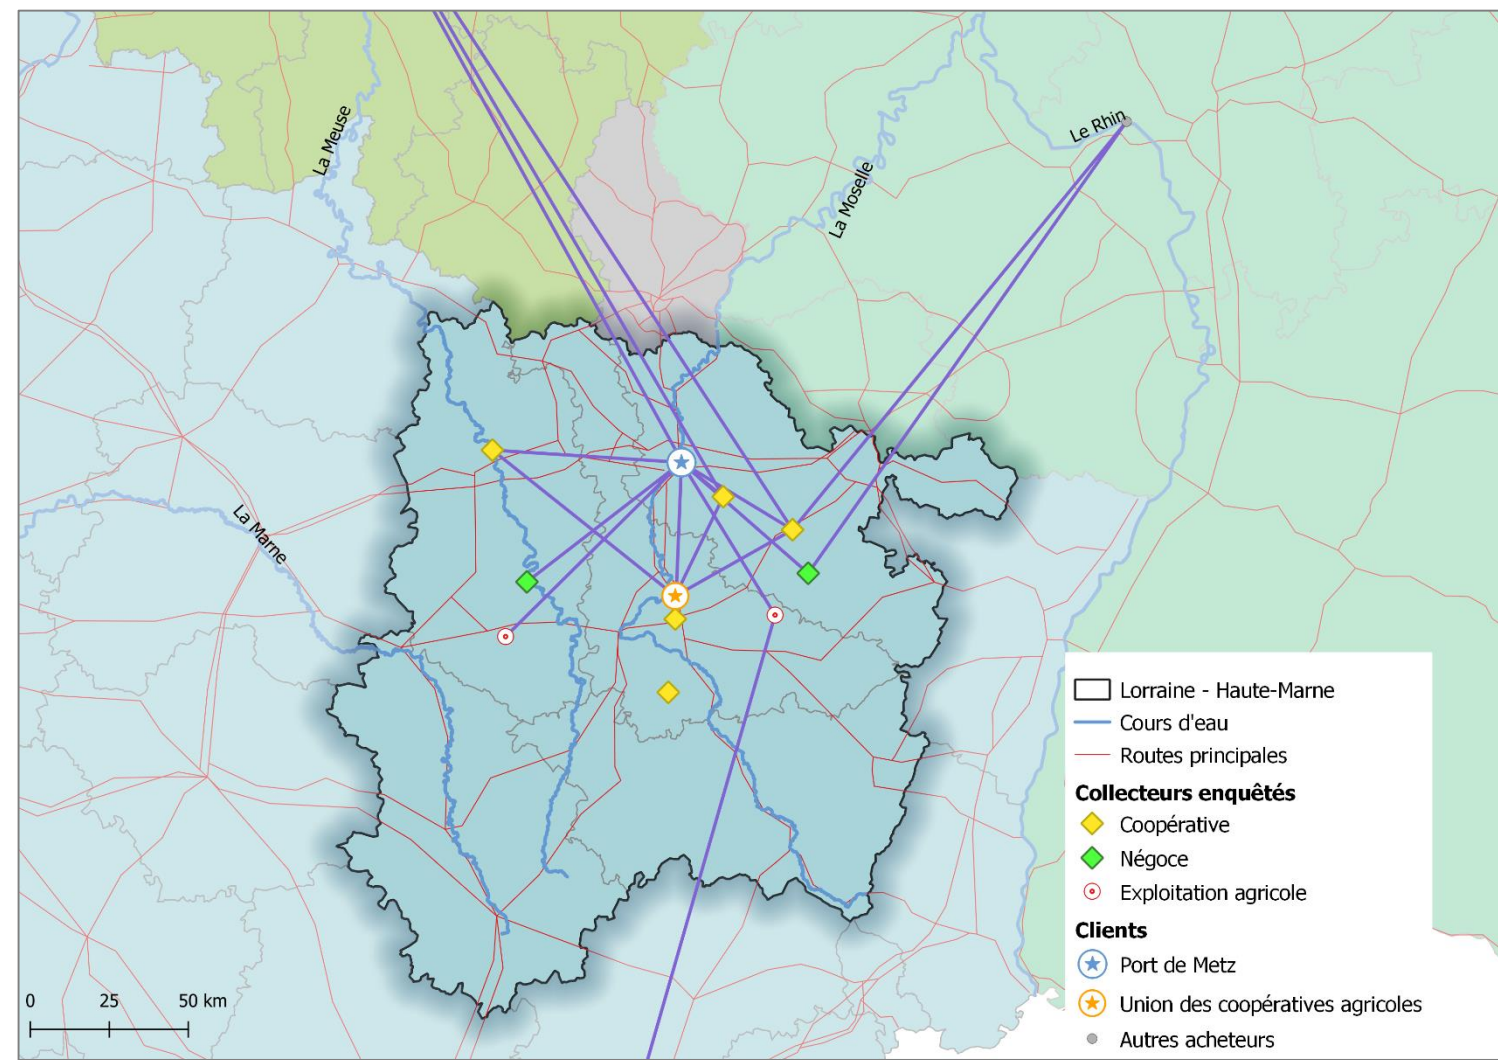 La Meuse
La Moselle
Le Rhin
La Marne
0 25 50 km
Lorraine - Haute-Marne
Cours d'eau
Routes principales
Collecteurs enquêtés
Coopérative
Négoce
Exploitation agricole
Clients
Port de Metz
Union des coopératives agricoles
Autres acheteurs